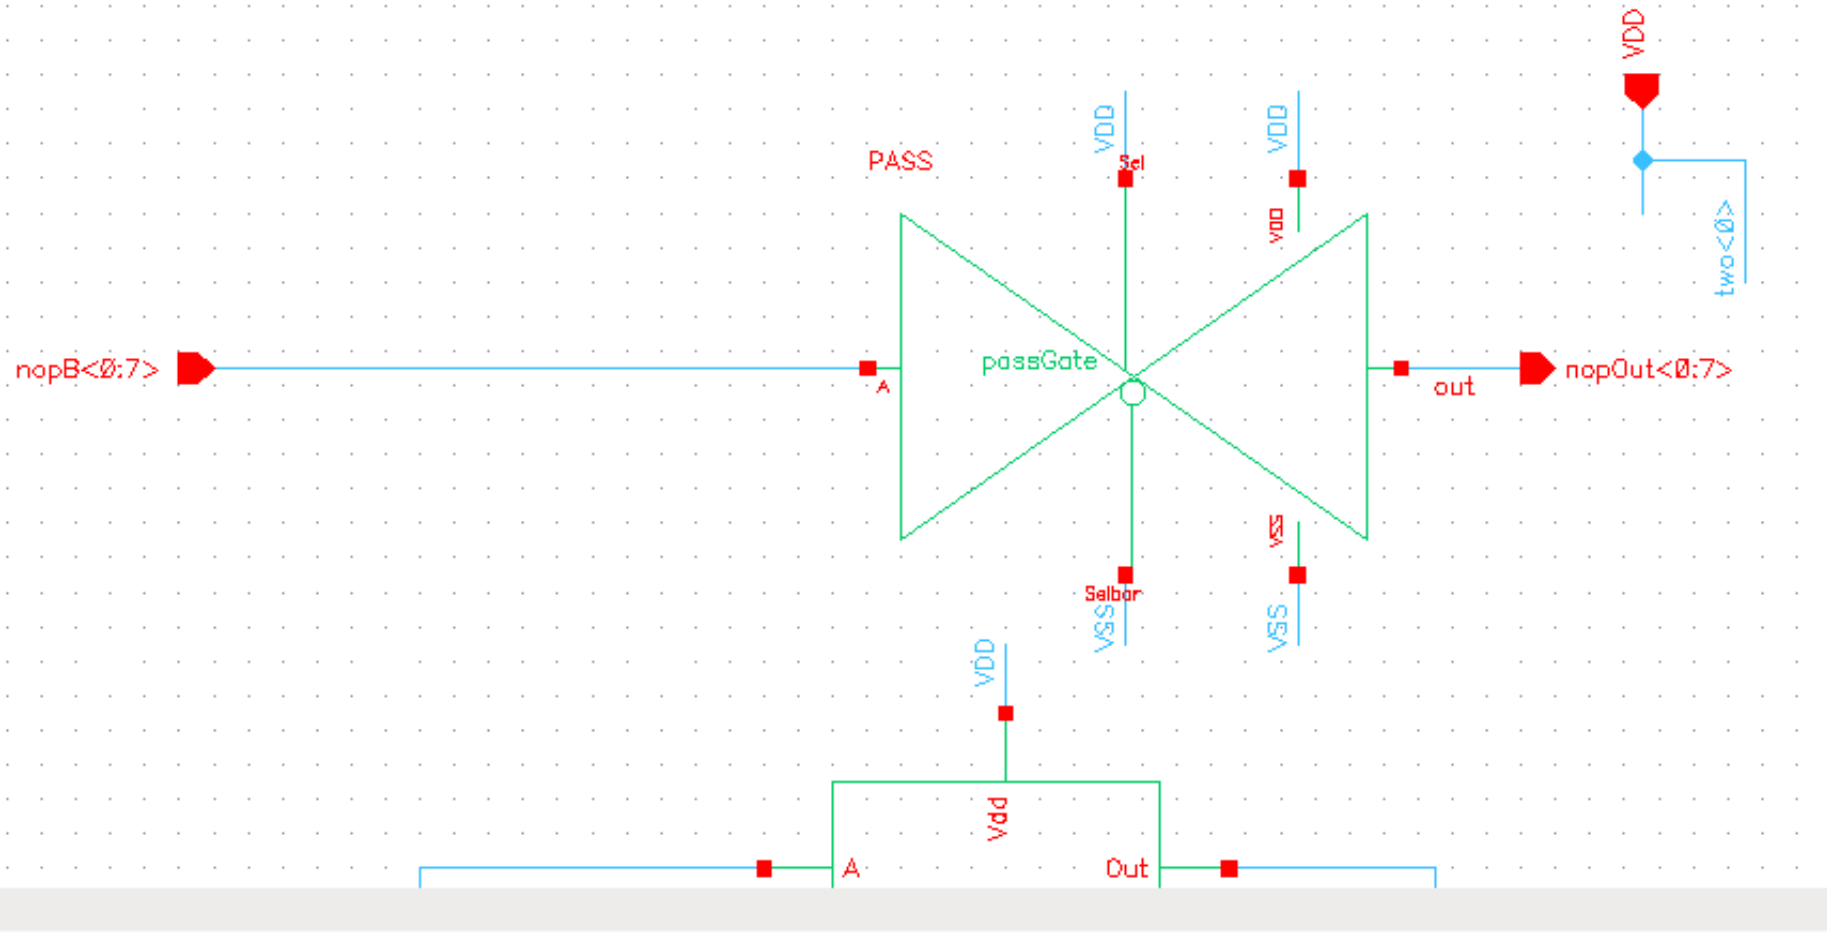 VDD
VDD
VDD
Sel
PASS
VDD
two<0>
passGate
nopB<0:7>
A
out
nopOut<0:7>
VSS
Selbar
VSS
VSS
VDD
Vdd
A
Out